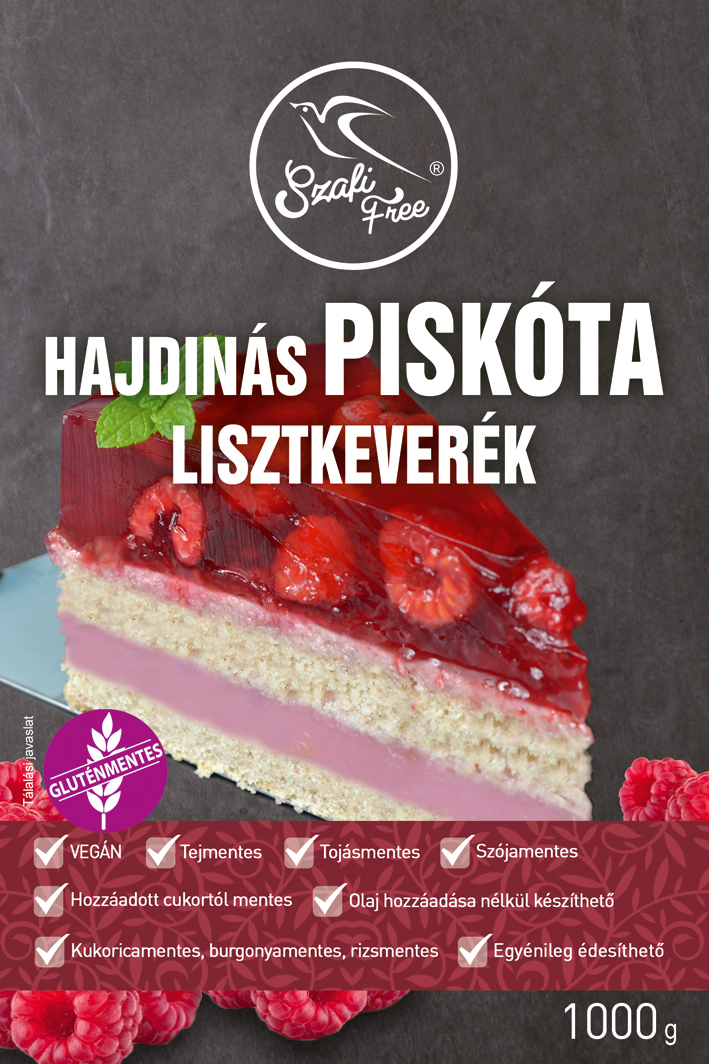 Szafi
Free
®
HAJDINÁS PISKÓTA
LISZTKEVERÉK
Tálalási javaslat
GLUTÉNMENTES
VEGÁN Tejmentes Tojásmentes Szójamentes
Hozzáadott cukortól mentes Olaj hozzáadása nélkül készíthető
Kukoricamentes, burgonyamentes, rizsmentes Egyénileg édesíthető
1000 g